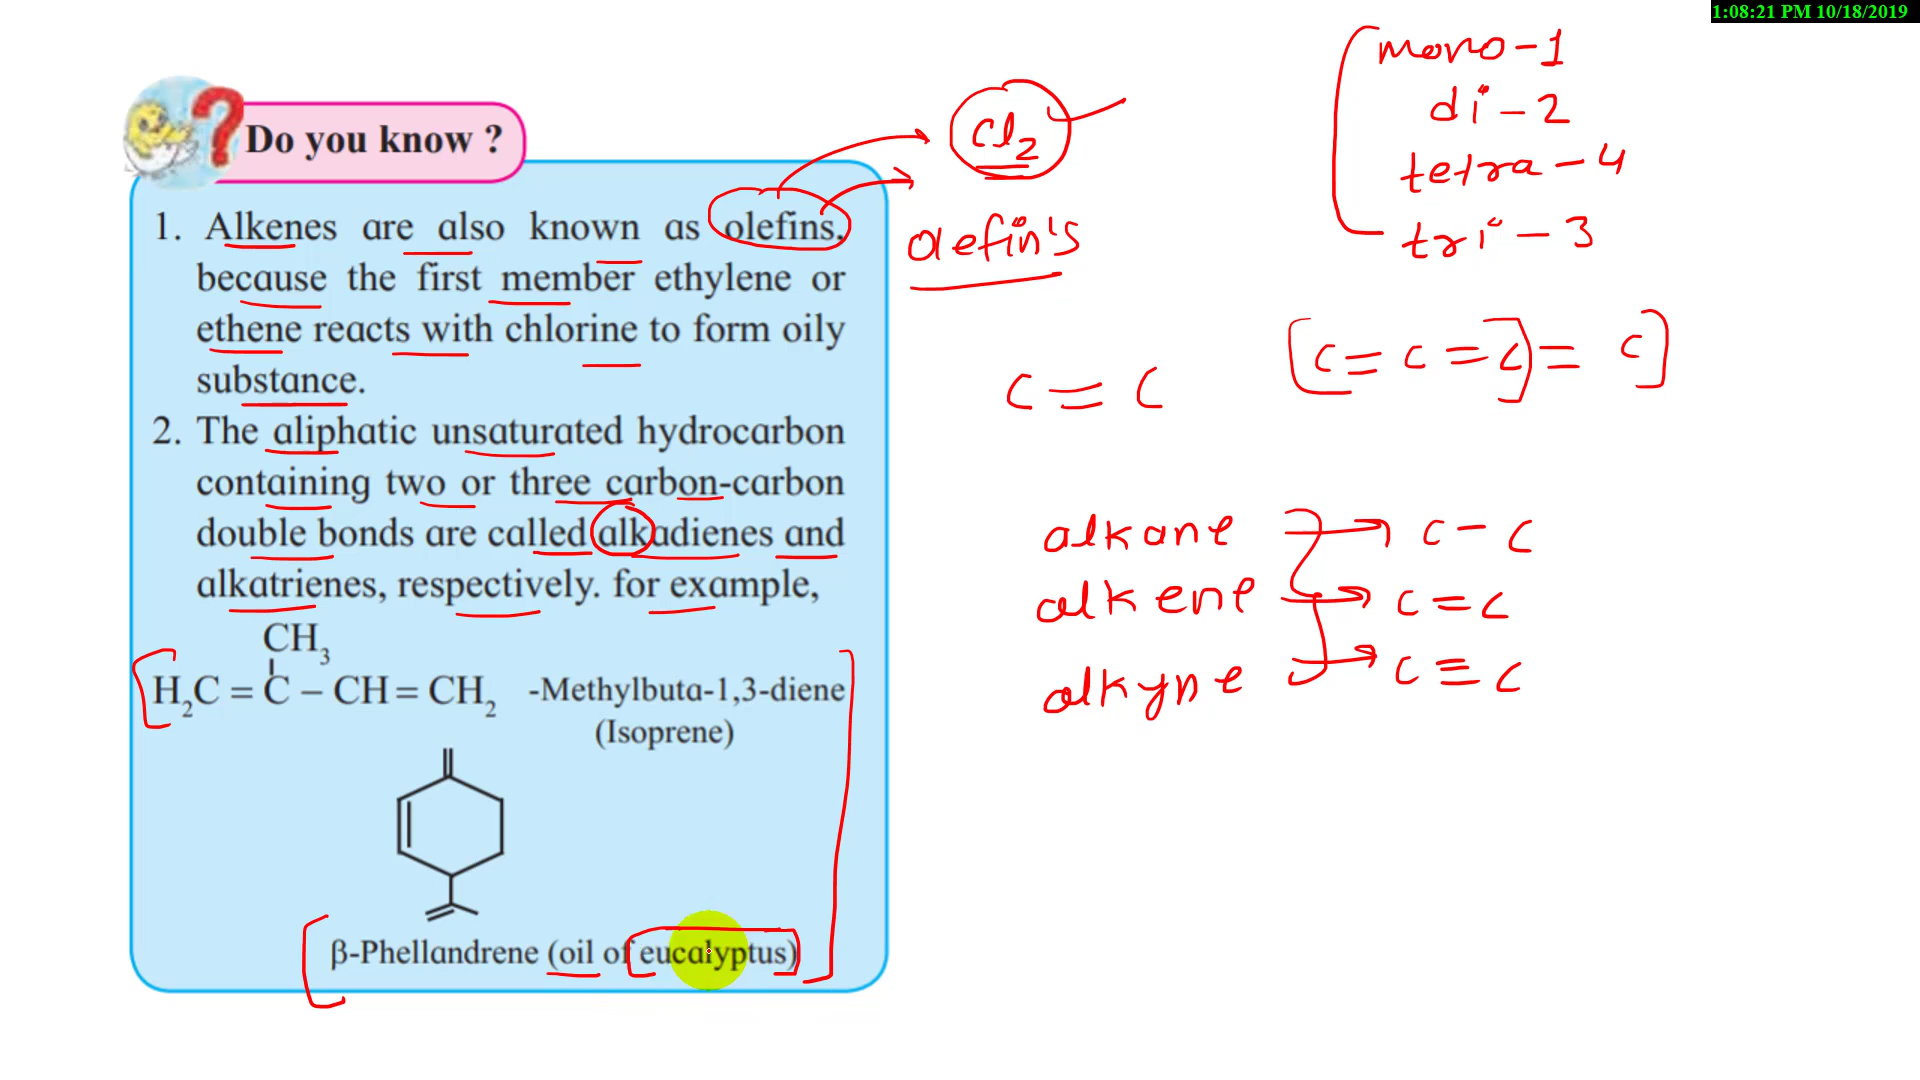 1:08:21 PM 10/18/2019
Do you know ?
1. Alkenes are also known as olefins,
because the first member ethylene or
ethene reacts with chlorine to form oily
substance.
2. The aliphatic unsaturated hydrocarbon
containing two or three carbon-carbon
double bonds are called alkadienes and
alkatrienes, respectively. for example,
CH₃
H₂C = C – CH = CH₂ -Methylbuta-1,3-diene
(Isoprene)
β-Phellandrene (oil of eucalyptus)
Cl₂
olefin's
mono-1
di-2
tetra-4
tri-3
C = C
[C = C = C] = C]
alkane → C – C
alkene → C = C
alkyne → C ≡ C